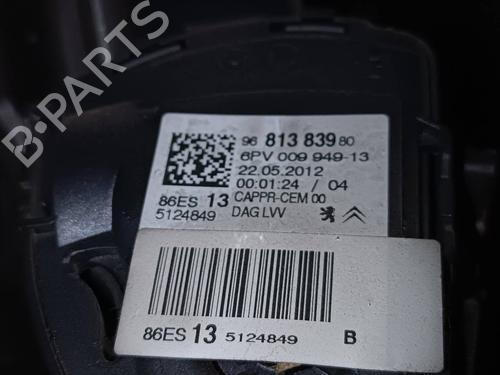 B-PARTS
96 813 839 80
6PV 009 949-13
22.05.2012
00:01:24 / 04
86ES 13 CAPPR-CEM 00
5124849 DAG LVV
86ES 13 5124849 B